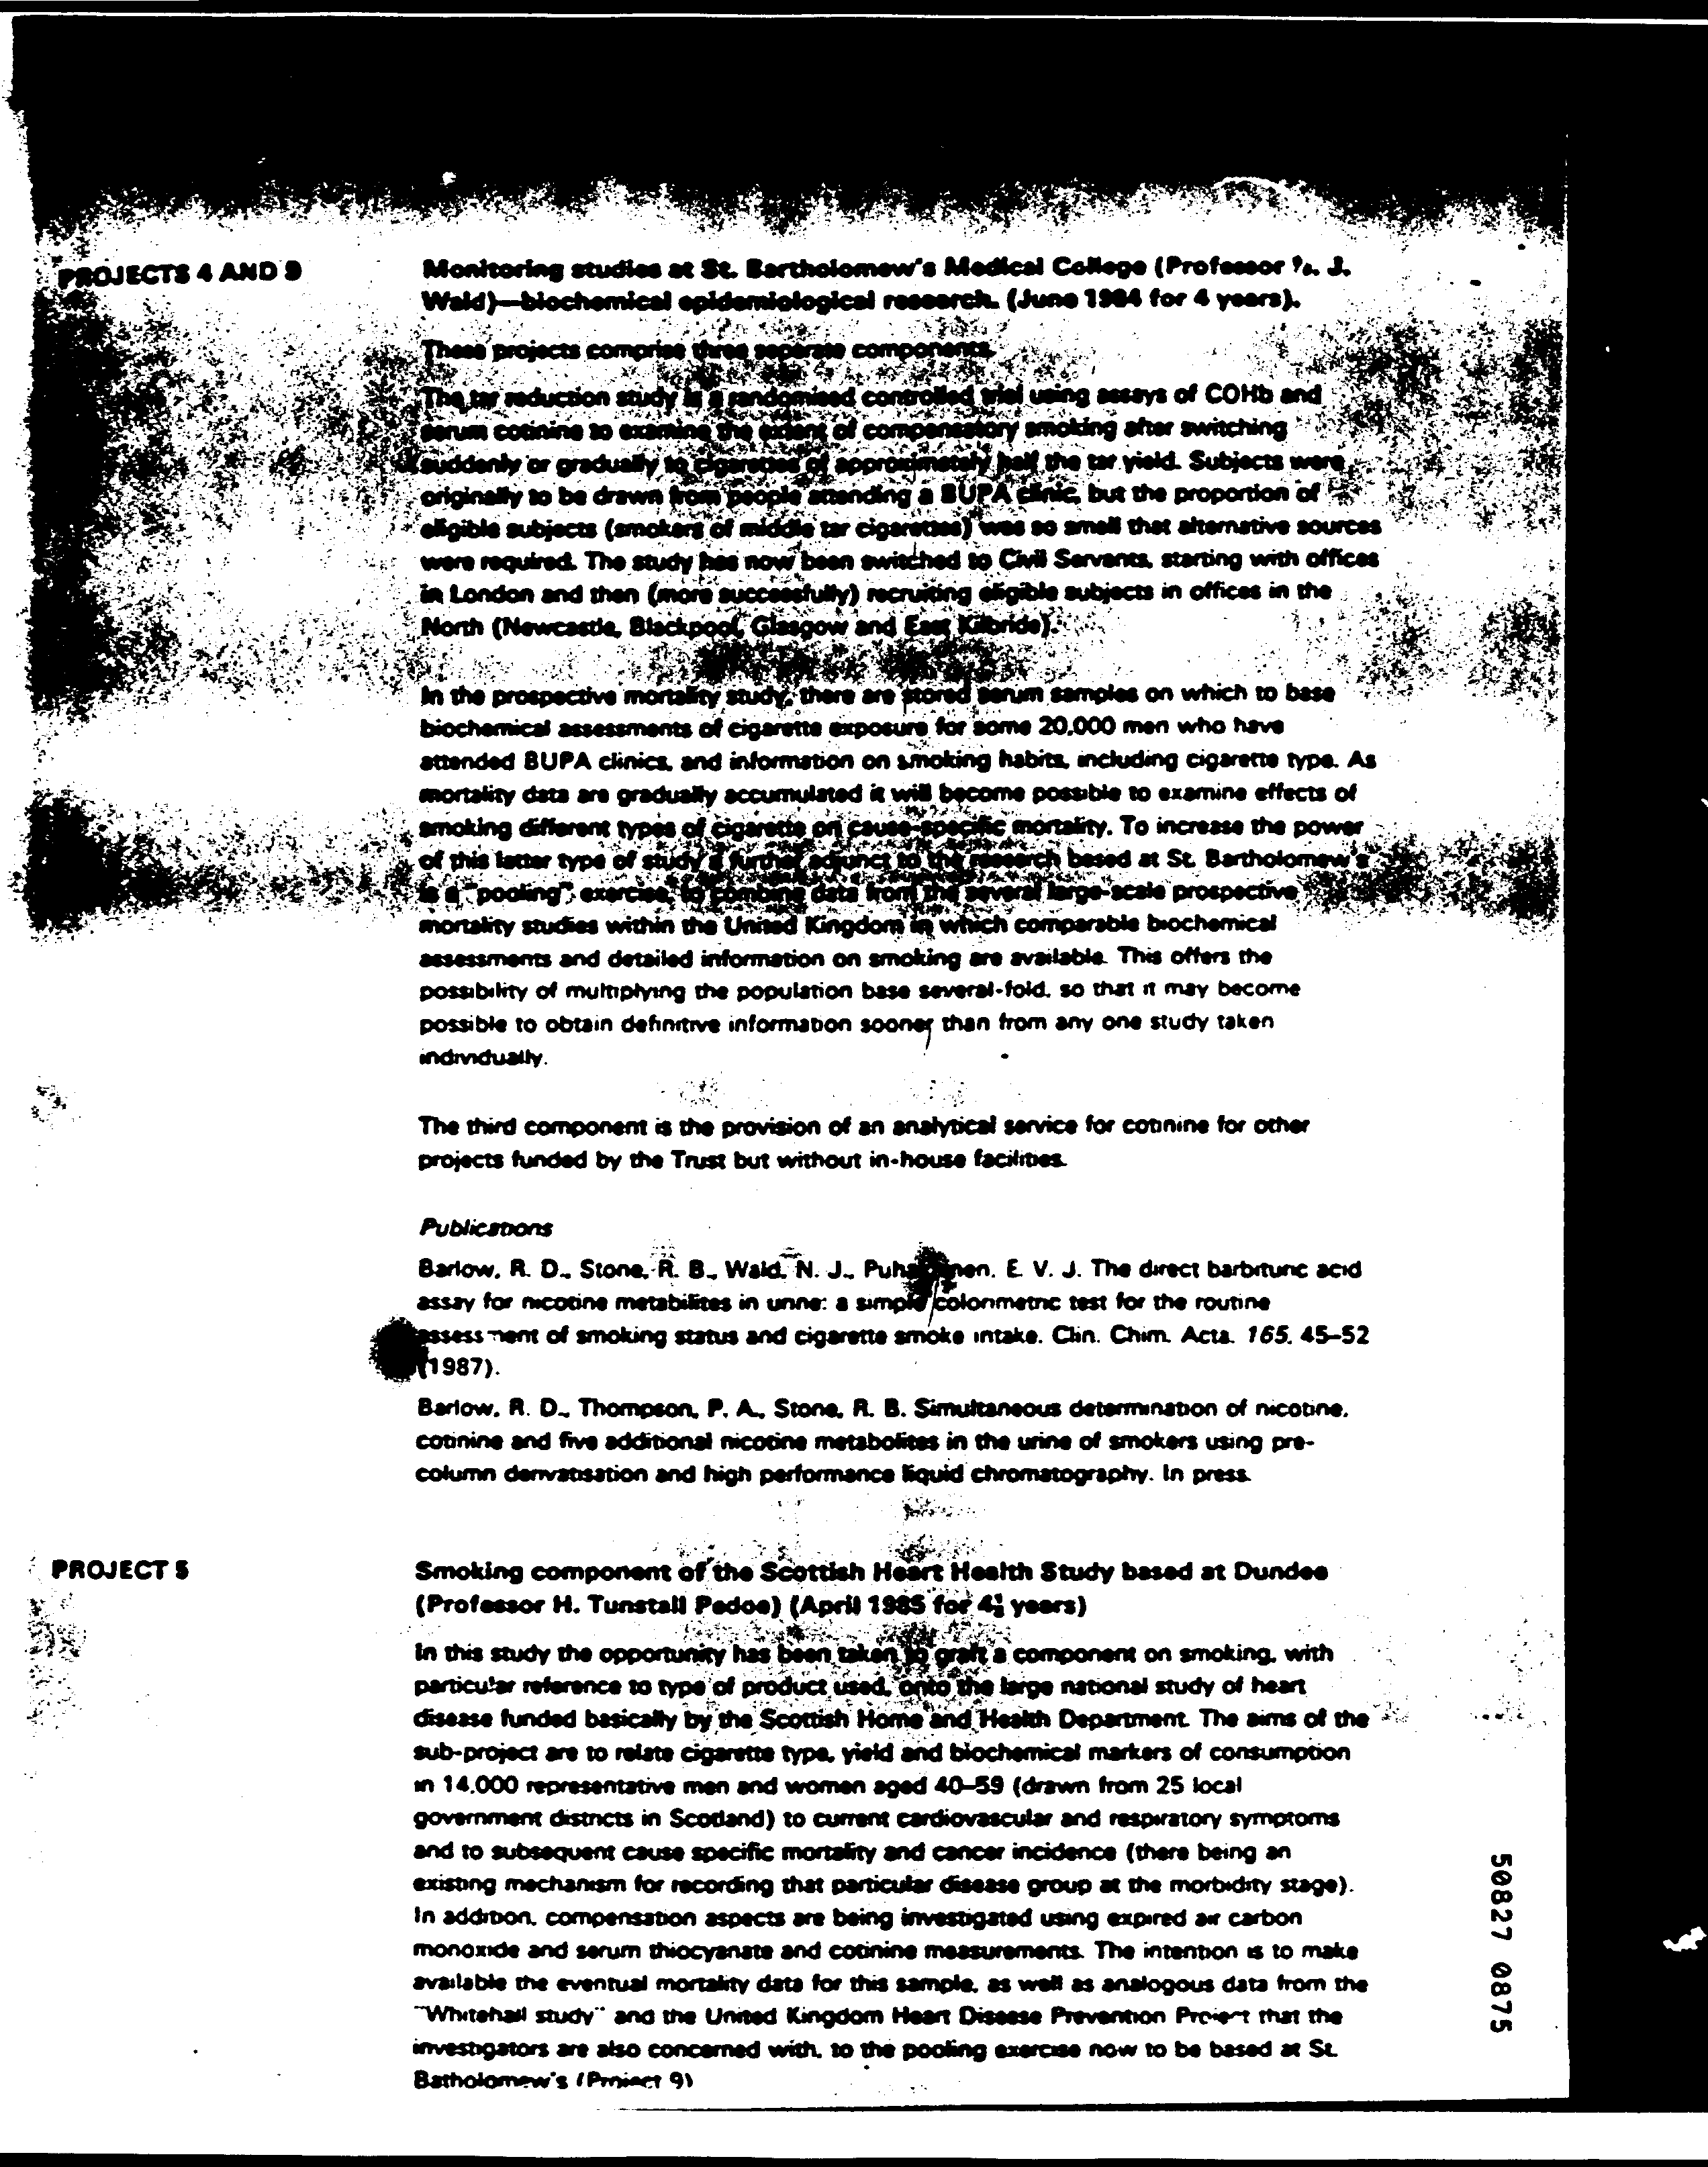 PROJECTS 4 AND 9
Monitoring studies at St. Bartholomew's Medical College (Professor J.
Wald)—biochemical epidemiological research. (June 1984 for 4 years).
These projects comprise three separate components.
The tar reduction study is a randomised controlled trial using assays of COHb and
serum cotinine to examine the extent of compensatory smoking after switching
suddenly or gradually to cigarettes of approximately half the tar yield. Subjects were
originally to be drawn from people attending a BUPA clinic, but the proportion of
eligible subjects (smokers of middle tar cigarettes) was so small that alternative sources
were required. The study has now been switched to Civil Servants, starting with offices
in London and then (more successfully) recruiting eligible subjects in offices in the
North (Newcastle, Blackpool, Glasgow and East Kilbride).
In the prospective mortality study, there are stored serum samples on which to base
biochemical assessments of cigarette exposure for some 20,000 men who have
attended BUPA clinics, and information on smoking habits, including cigarette type. As
mortality data are gradually accumulated it will become possible to examine effects of
smoking different types of cigarette on cause-specific mortality. To increase the power
of this latter type of study a further adjunct to the research based at St. Bartholomew's
is a "pooling" exercise, to combine data from the several large-scale prospective
mortality studies within the United Kingdom in which comparable biochemical
assessments and detailed information on smoking are available. This offers the
possibility of multiplying the population base several-fold, so that it may become
possible to obtain definitive information sooner than from any one study taken
individually.
The third component is the provision of an analytical service for cotinine for other
projects funded by the Trust but without in-house facilities.
Publications
Barlow, R. D., Stone, R. B., Wald, N. J., E. V. J. The direct barbituric acid
assay for nicotine metabilites in urine: a simple colorimetric test for the routine
assessment of smoking status and cigarette smoke intake. Clin. Chim. Acta. 165, 45–52
(1987).
Barlow, R. D., Thompson, P. A., Stone, R. B. Simultaneous determination of nicotine,
cotinine and five additional nicotine metabolites in the urine of smokers using pre-
column derivatisation and high performance liquid chromatography. In press.
PROJECT 5
Smoking component of the Scottish Heart Health Study based at Dundee
(Professor H. Tunstall Pedoe) (April 1985 for 4½ years)
In this study the opportunity has been taken to graft a component on smoking, with
particular reference to type of product used, onto the large national study of heart
disease funded basically by the Scottish Home and Health Department. The aims of the
sub-project are to relate cigarette type, yield and biochemical markers of consumption
in 14,000 representative men and women aged 40–59 (drawn from 25 local
government districts in Scotland) to current cardiovascular and respiratory symptoms
and to subsequent cause specific mortality and cancer incidence (there being an
existing mechanism for recording that particular disease group at the morbidity stage).
In addition, compensation aspects are being investigated using expired air carbon
monoxide and serum thiocyanate and cotinine measurements. The intention is to make
available the eventual mortality data for this sample, as well as analogous data from the
"Whitehall study" and the United Kingdom Heart Disease Prevention Project that the
investigators are also concerned with, to the pooling exercise now to be based at St.
Batholomew's (Project 9)
50827 0875